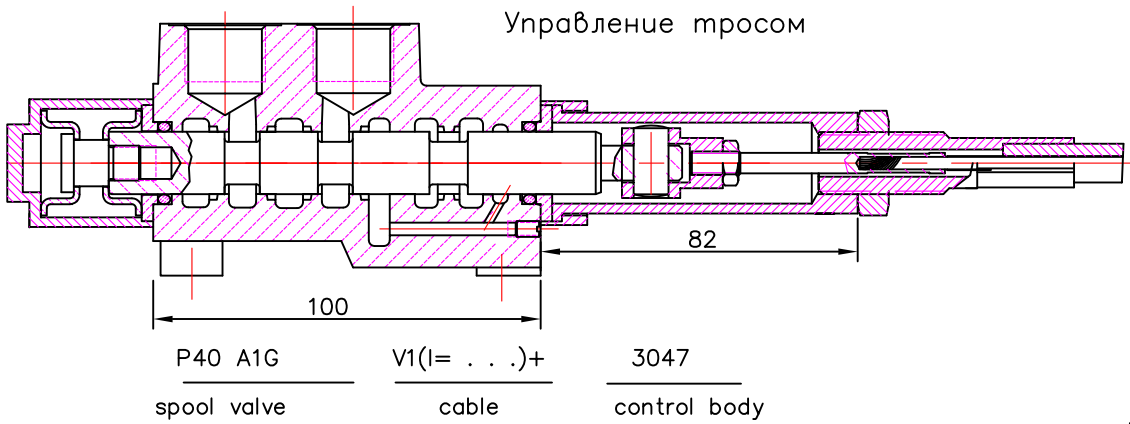 Управление тросом
82
100
P40 A1G V1(l= . . .)+ 3047
spool valve cable control body